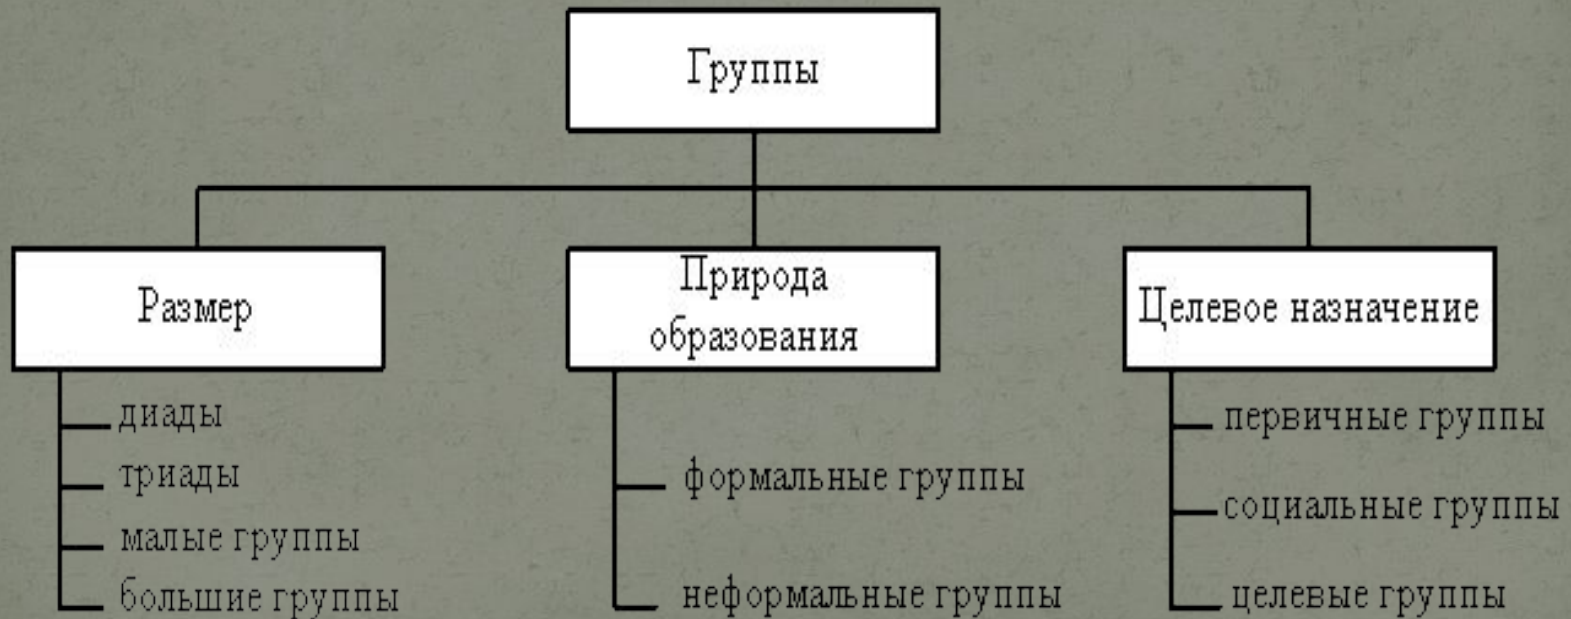 Группы
Размер
диады
триады
малые группы
большие группы
Природа
образования
формальные группы
неформальные группы
Целевое назначение
первичные группы
социальные группы
целевые группы